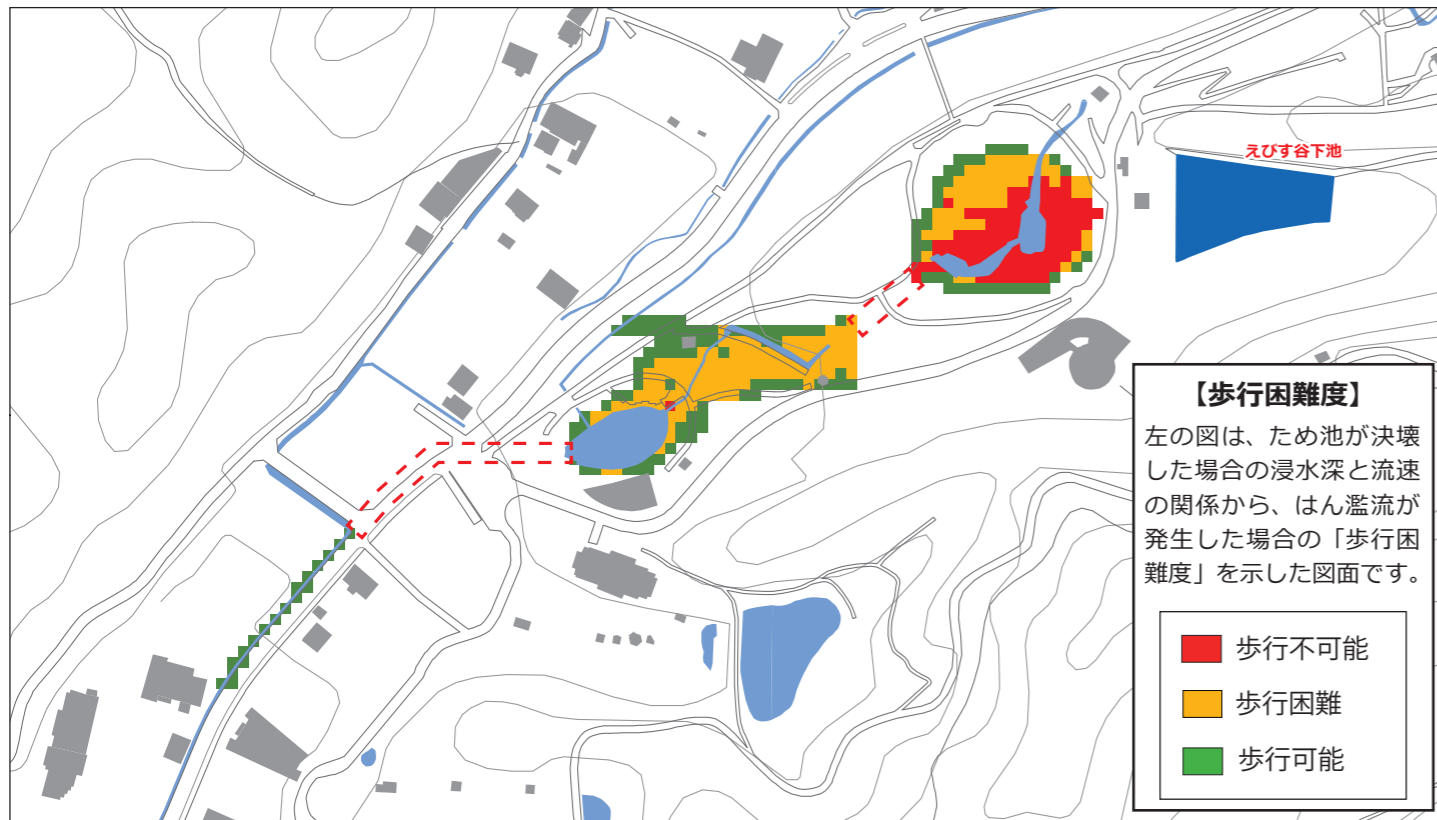 えびす谷下池
【歩行困難度】
左の図は、ため池が決壊
した場合の浸水深と流速
の関係から、はん濫流が
発生した場合の「歩行困
難度」を示した図面です。
歩行不可能
歩行困難
歩行可能